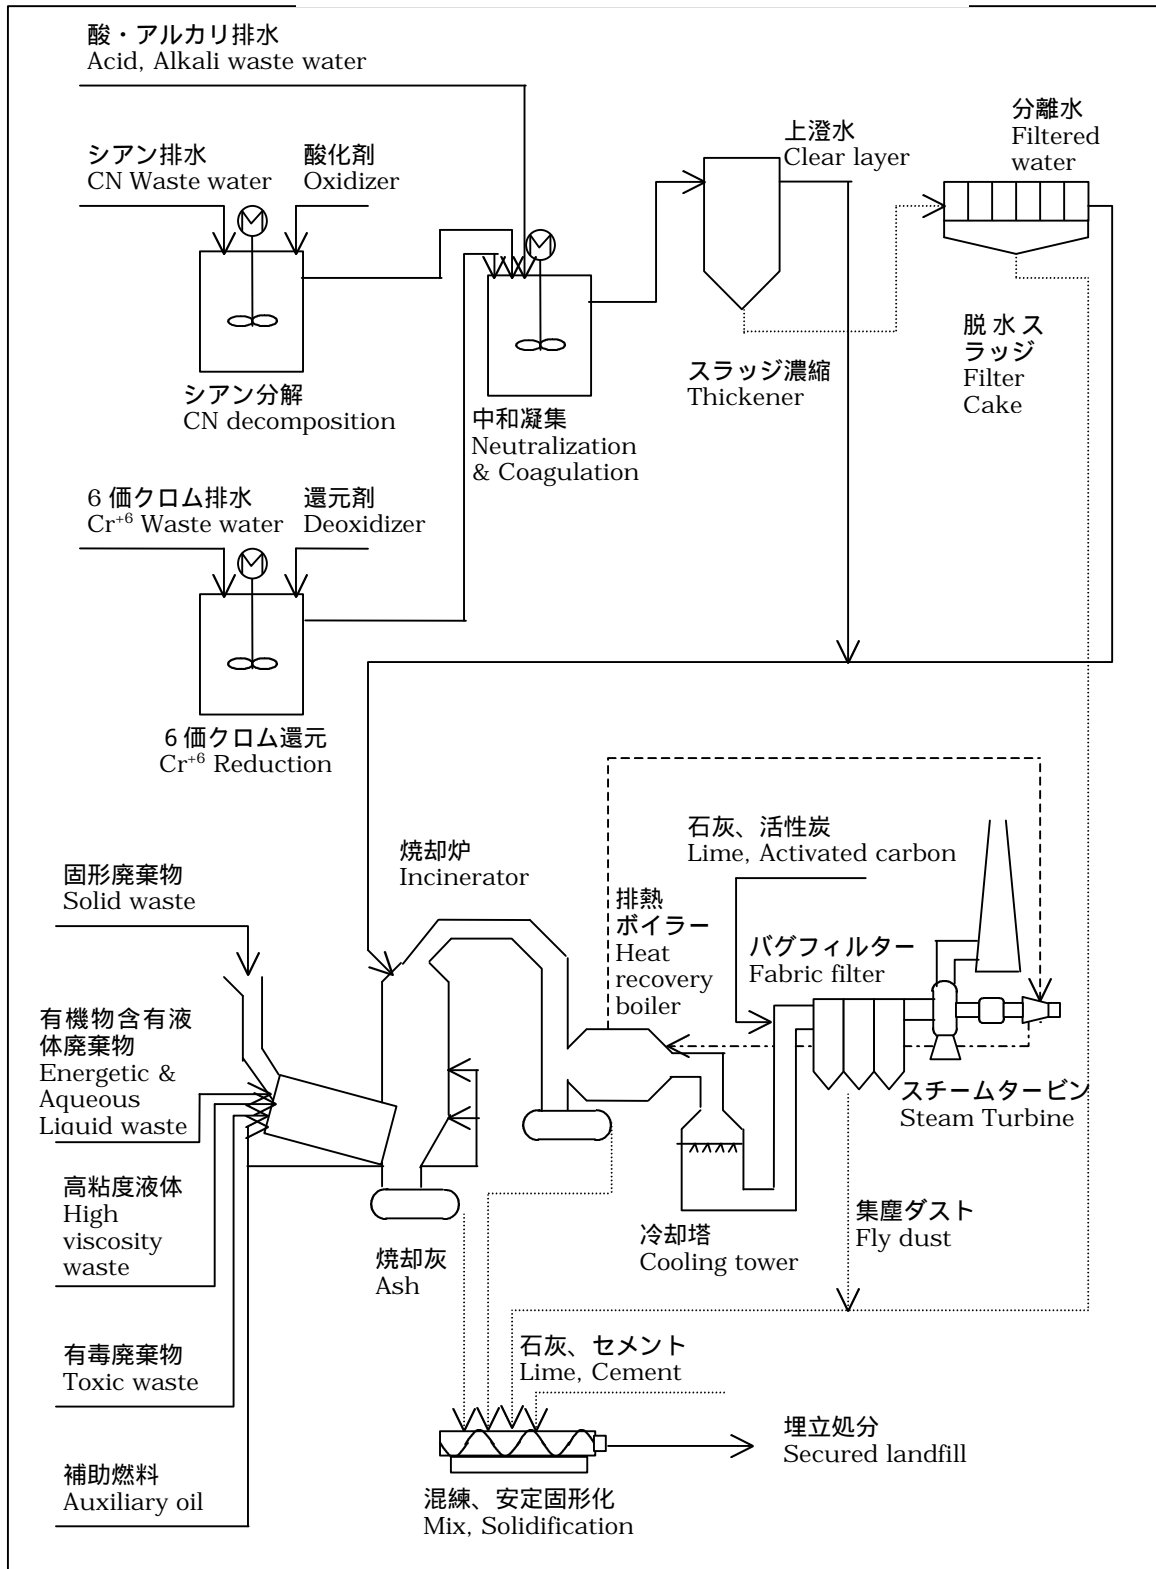 酸・アルカリ排水
Acid, Alkali waste water
シアン排水
CN Waste water
酸化剤
Oxidizer
上澄水
Clear layer
分離水
Filtered
water
M
M
シアン分解
CN decomposition
中和凝集
Neutralization
& Coagulation
スラッジ濃縮
Thickener
脱水ス
ラッジ
Filter
Cake
6 価クロム排水
Cr+6 Waste water
還元剤
Deoxidizer
M
6 価クロム還元
Cr+6 Reduction
固形廃棄物
Solid waste
焼却炉
Incinerator
石灰、活性炭
Lime, Activated carbon
排熱
ボイラー
Heat
recovery
boiler
バグフィルター
Fabric filter
有機物含有液
体廃棄物
Energetic &
Aqueous
Liquid waste
スチームタービン
Steam Turbine
高粘度液体
High
viscosity
waste
焼却灰
Ash
冷却塔
Cooling tower
集塵ダスト
Fly dust
有毒廃棄物
Toxic waste
石灰、セメント
Lime, Cement
補助燃料
Auxiliary oil
埋立処分
Secured landfill
混練、安定固形化
Mix, Solidification